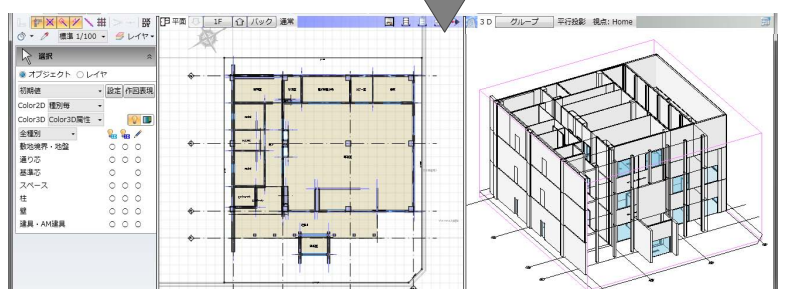 平面 1F バック 通常
3D グループ 平行投影 視点: Home
標準 1/100 レイヤー
選択
オブジェクト レイヤ
初期値 設定 作図表現
Color2D 種別毎
Color3D Color3D属性
全種別
敷地境界・地盤
通り芯
基準芯
スペース
柱
壁
建具・AM建具